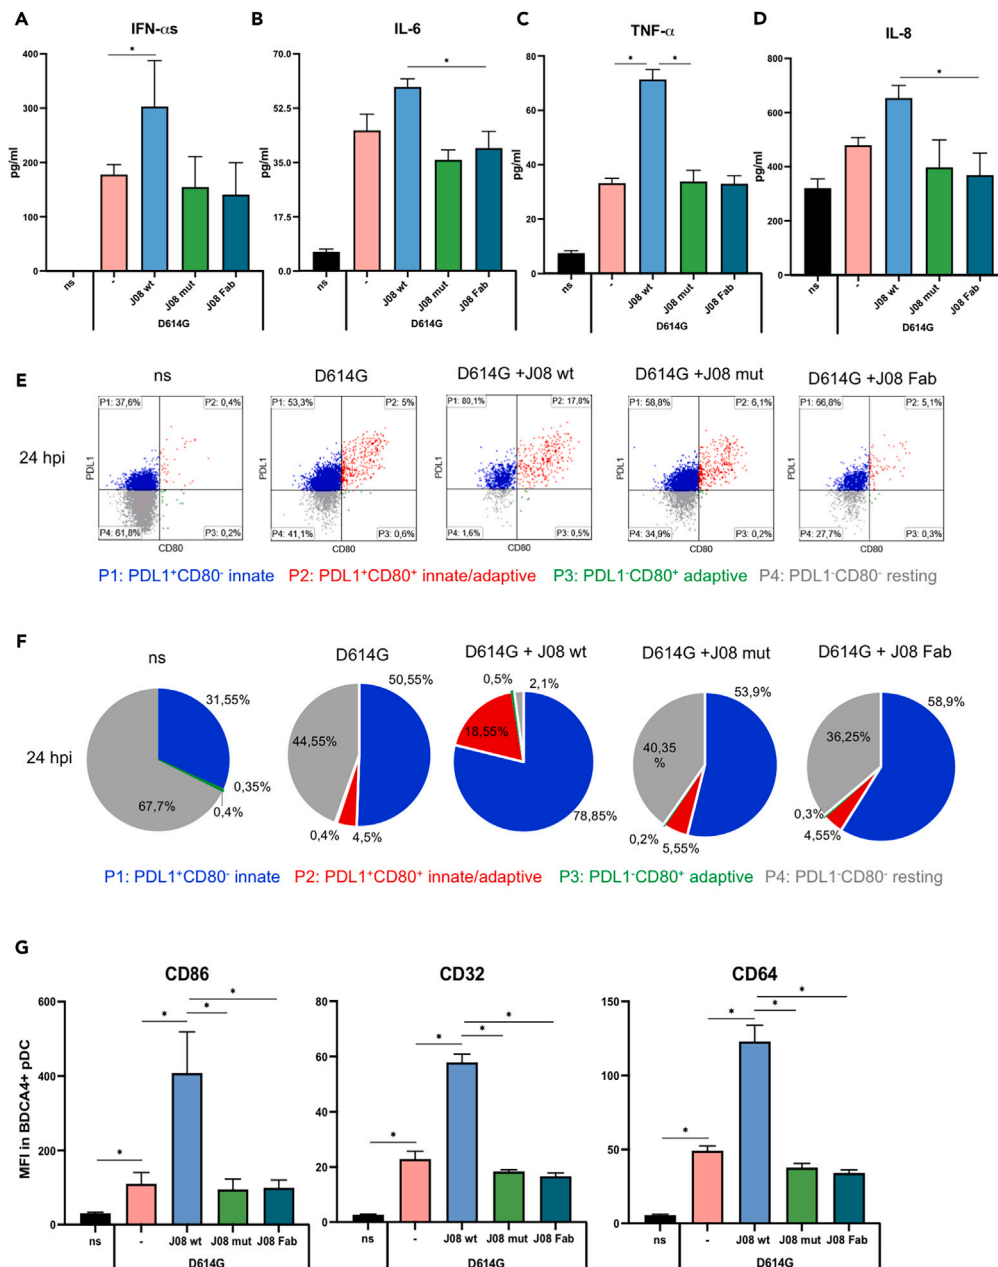 A
IFN-αs
*
400
300
200
100
0
pg/ml
ns
-
J08 wt
J08 mut
J08 Fab
D614G
B
IL-6
*
70.0
52.5
35.0
17.5
0.0
pg/ml
ns
-
J08 wt
J08 mut
J08 Fab
D614G
C
TNF-α
* *
80
60
40
20
0
pg/ml
ns
-
J08 wt
J08 mut
J08 Fab
D614G
D
IL-8
*
800
600
400
200
0
pg/ml
ns
-
J08 wt
J08 mut
J08 Fab
D614G
E
24 hpi
ns
P1: 37,6% P2: 0,4%
PDL1
P4: 61,8% P3: 0,2%
CD80
D614G
P1: 53,3% P2: 5%
PDL1
P4: 41,1% P3: 0,6%
CD80
D614G +J08 wt
P1: 80,1% P2: 17,8%
PDL1
P4: 1,6% P3: 0,5%
CD80
D614G +J08 mut
P1: 58,8% P2: 6,1%
PDL1
P4: 34,9% P3: 0,2%
CD80
D614G +J08 Fab
P1: 66,8% P2: 5,1%
PDL1
P4: 27,7% P3: 0,3%
CD80
P1: PDL1⁺CD80⁻ innate P2: PDL1⁺CD80⁺ innate/adaptive P3: PDL1⁻CD80⁺ adaptive P4: PDL1⁻CD80⁻ resting
F
24 hpi
ns
31,55%
0,35%
0,4%
67,7%
D614G
50,55%
44,55%
0,4%
4,5%
D614G + J08 wt
0,5%
2,1%
18,55%
78,85%
D614G +J08 mut
53,9%
40,35
%
0,2%
5,55%
D614G + J08 Fab
58,9%
36,25%
0,3%
4,55%
P1: PDL1⁺CD80⁻ innate P2: PDL1⁺CD80⁺ innate/adaptive P3: PDL1⁻CD80⁺ adaptive P4: PDL1⁻CD80⁻ resting
G
MFI in BDCA4+ pDC
CD86
*
*
*
*
600
400
200
0
ns - J08 wt J08 mut J08 Fab
D614G
CD32
*
*
*
*
80
60
40
20
0
ns - J08 wt J08 mut J08 Fab
D614G
CD64
*
*
*
*
150
100
50
0
ns - J08 wt J08 mut J08 Fab
D614G